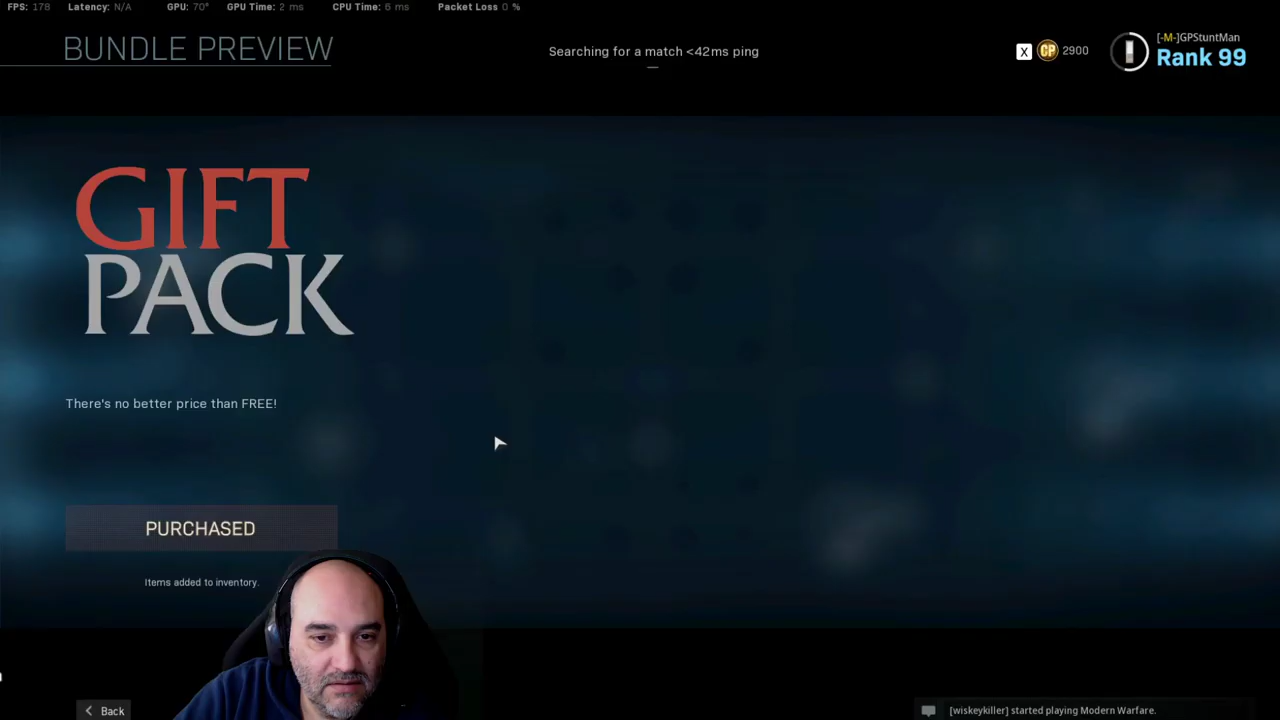 FPS: 178 Latency: N/A GPU: 70° GPU Time: 2 ms CPU Time: 6 ms Packet Loss 0 %
BUNDLE PREVIEW
Searching for a match <42ms ping
X CP 2900
[-M-]GPStuntMan
Rank 99
GIFT
PACK
There's no better price than FREE!
PURCHASED
Items added to inventory.
Back
[wiskeykiller] started playing Modern Warfare.